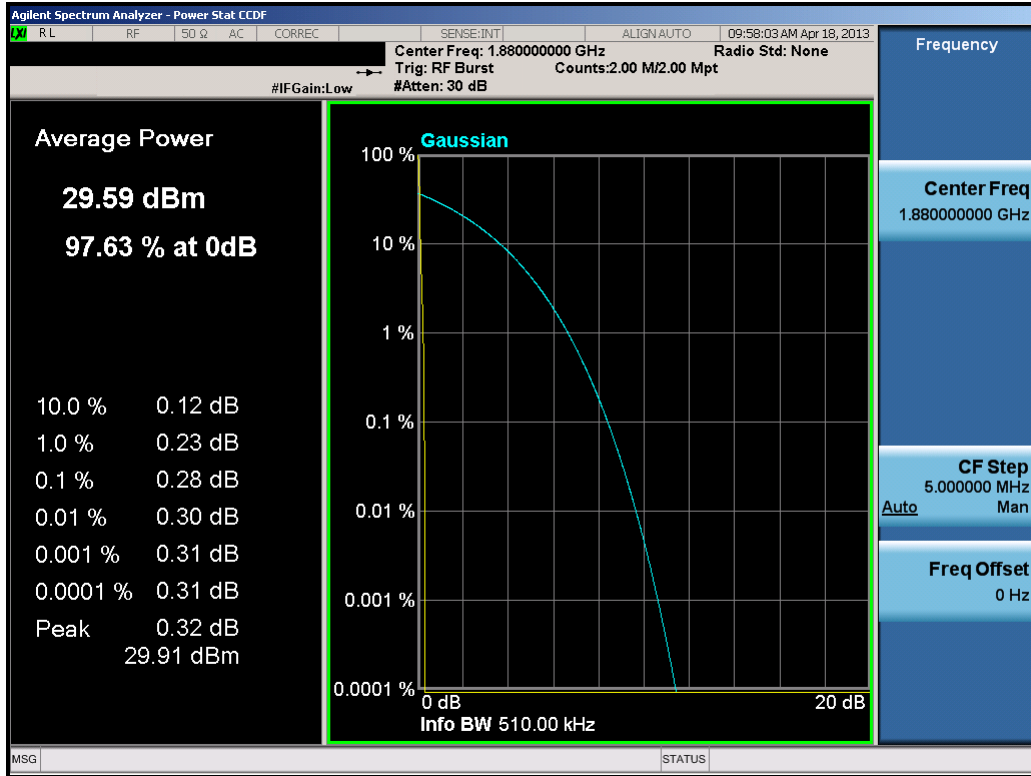 Agilent Spectrum Analyzer - Power Stat CCDF
LXI RL RF 50 Ω AC CORREC SENSE:INT ALIGN AUTO 09:58:03 AM Apr 18, 2013
Center Freq: 1.880000000 GHz Radio Std: None
Trig: RF Burst Counts:2.00 M/2.00 Mpt
#IFGain:Low #Atten: 30 dB
Frequency
Average Power
29.59 dBm
97.63 % at 0dB
10.0 % 0.12 dB
1.0 % 0.23 dB
0.1 % 0.28 dB
0.01 % 0.30 dB
0.001 % 0.31 dB
0.0001 % 0.31 dB
Peak 0.32 dB
29.91 dBm
Gaussian
100 %
10 %
1 %
0.1 %
0.01 %
0.001 %
0.0001 %
0 dB 20 dB
Info BW 510.00 kHz
Center Freq
1.880000000 GHz
CF Step
5.000000 MHz
Auto Man
Freq Offset
0 Hz
MSG STATUS